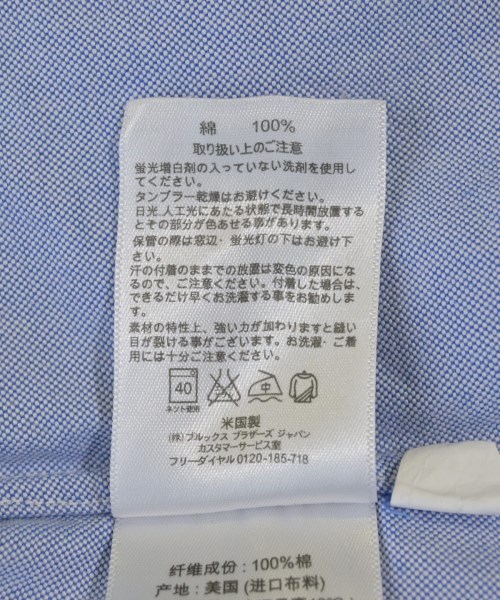 綿 100%
取り扱い上のご注意
蛍光増白剤の入っていない洗剤を使用し
てください。
タンブラー乾燥はお避けください。
日光.人工光にあたる状態で長時間放置する
とその部分が色あせる事があります。
保管の際は窓辺・蛍光灯の下はお避け下
さい。
汗の付着のままでの放置は変色の原因にな
るので、ご注意ください。付着した場合は、
できるだけ早くお洗濯する事をお勧めしま
す。
素材の特性上、強い力が加わりますと縫い
目が裂ける事がございます。お洗濯・ご着
用には十分ご注意ください。
40 中
ネット使用
米国製
(株)ブルックス ブラザーズ ジャパン
カスタマーサービス室
フリーダイヤル 0120-185-718
纤维成份: 100%棉
产地: 美国 (进口布料)